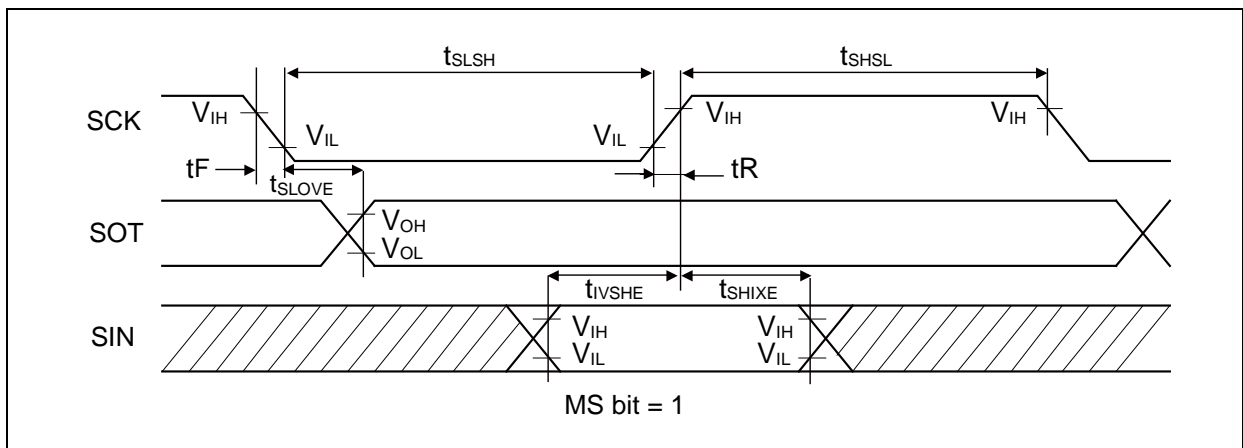 tSLSH
tSHSL
SCK
VIH
VIL
VIL
VIH
VIH
tF
tSLOVE
tR
SOT
VOH
VOL
tIVSHE
tSHIXE
SIN
VIH
VIL
VIH
VIL
MS bit = 1